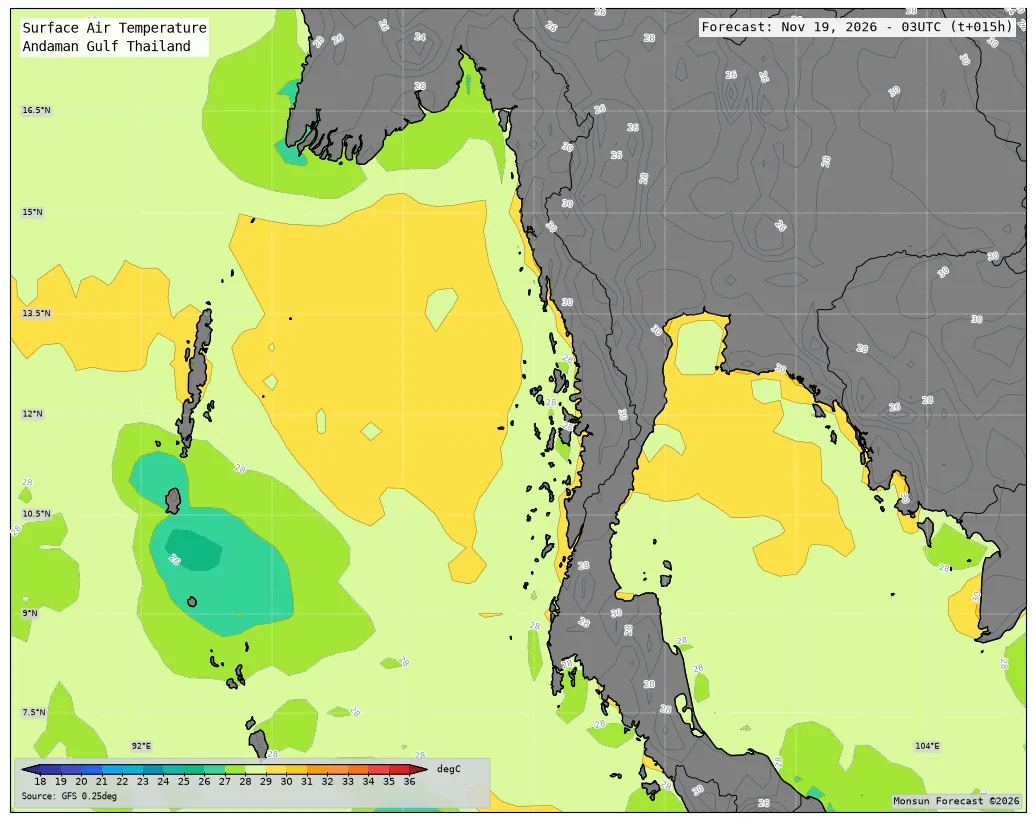 Surface Air Temperature
Andaman Gulf Thailand
Forecast: Nov 19, 2026 - 03UTC (t+015h)
16.5°N
15°N
13.5°N
12°N
10.5°N
9°N
7.5°N
92°E
104°E
18 19 20 21 22 23 24 25 26 27 28 29 30 31 32 33 34 35 36
degC
Source: GFS 0.25deg
Monsun Forecast ©2026